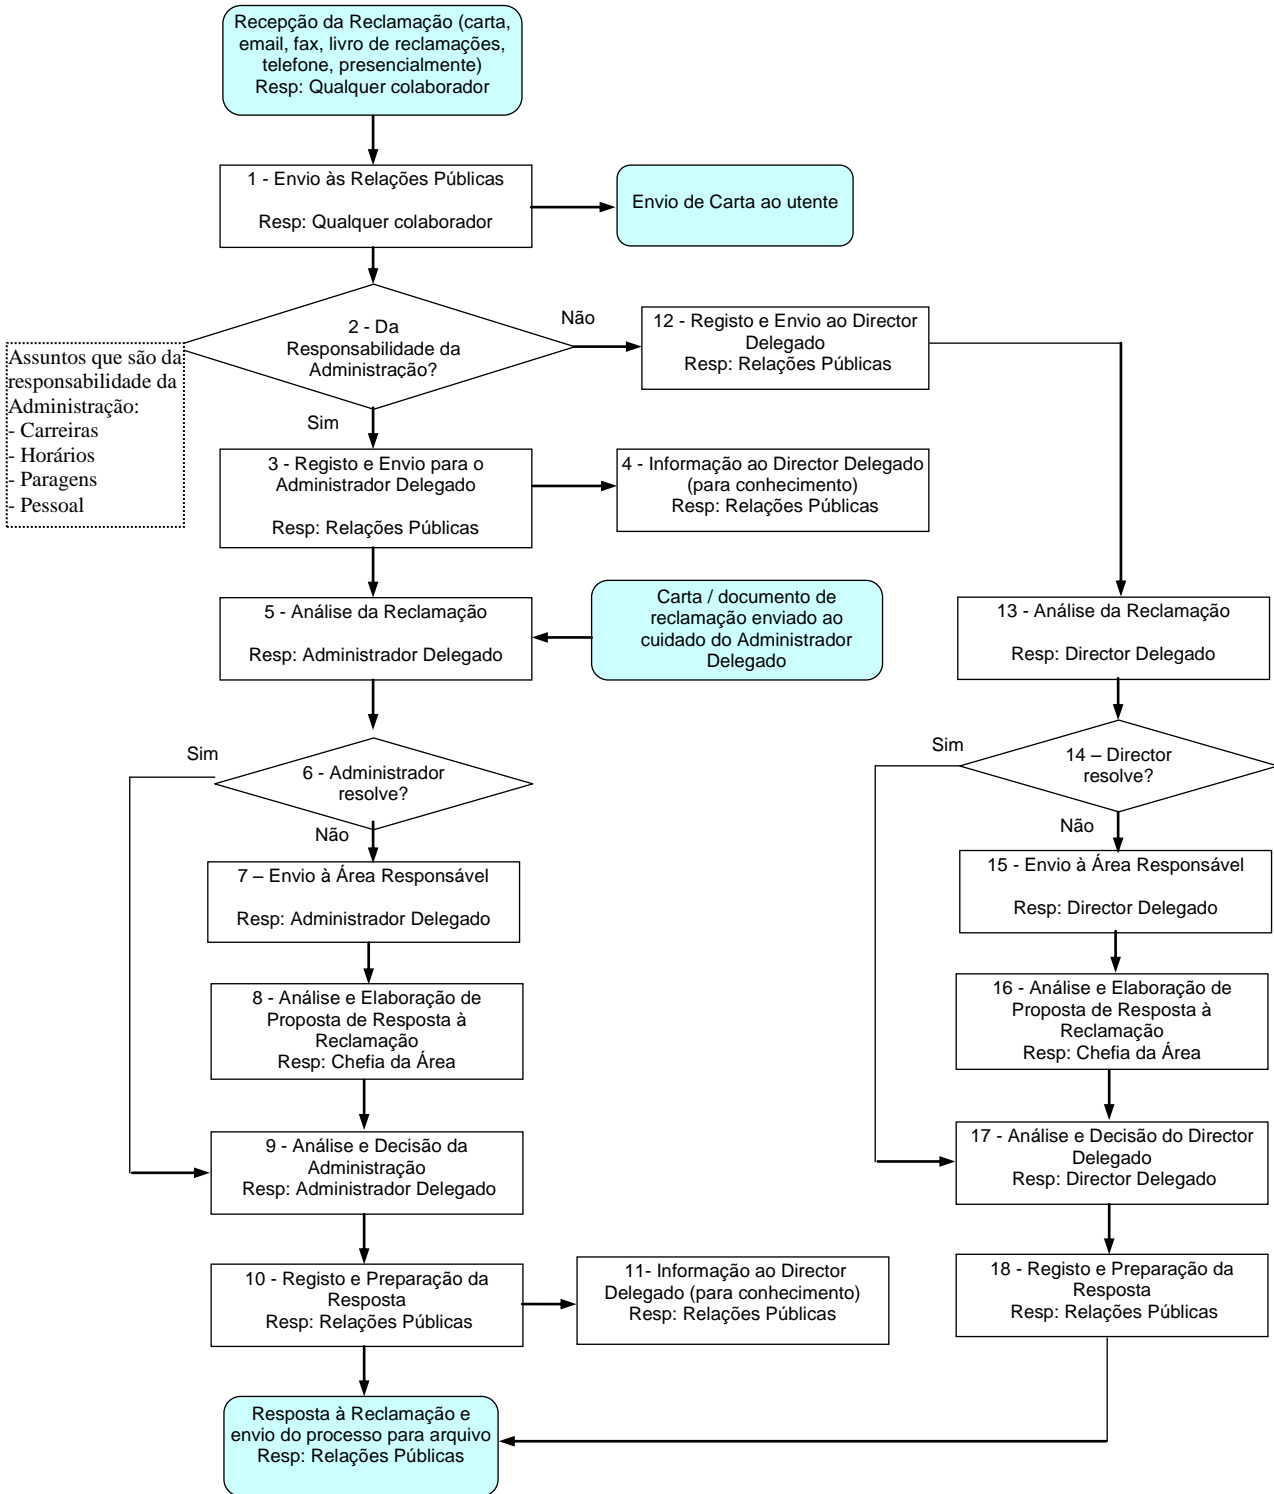 Recepção da Reclamação (carta,
email, fax, livro de reclamações,
telefone, presencialmente)
Resp: Qualquer colaborador
1 - Envio às Relações Públicas
Resp: Qualquer colaborador
Envio de Carta ao utente
2 - Da
Responsabilidade da
Administração?
Não
Sim
12 - Registo e Envio ao Director
Delegado
Resp: Relações Públicas
Assuntos que são da
responsabilidade da
Administração:
- Carreiras
- Horários
- Paragens
- Pessoal
3 - Registo e Envio para o
Administrador Delegado
Resp: Relações Públicas
4 - Informação ao Director Delegado
(para conhecimento)
Resp: Relações Públicas
5 - Análise da Reclamação
Resp: Administrador Delegado
Carta / documento de
reclamação enviado ao
cuidado do Administrador
Delegado
13 - Análise da Reclamação
Resp: Director Delegado
Sim
6 - Administrador
resolve?
Não
Sim
14 – Director
resolve?
Não
7 – Envio à Área Responsável
Resp: Administrador Delegado
15 - Envio à Área Responsável
Resp: Director Delegado
8 - Análise e Elaboração de
Proposta de Resposta à
Reclamação
Resp: Chefia da Área
16 - Análise e Elaboração de
Proposta de Resposta à
Reclamação
Resp: Chefia da Área
9 - Análise e Decisão da
Administração
Resp: Administrador Delegado
17 - Análise e Decisão do Director
Delegado
Resp: Director Delegado
10 - Registo e Preparação da
Resposta
Resp: Relações Públicas
11- Informação ao Director
Delegado (para conhecimento)
Resp: Relações Públicas
18 - Registo e Preparação da
Resposta
Resp: Relações Públicas
Resposta à Reclamação e
envio do processo para arquivo
Resp: Relações Públicas